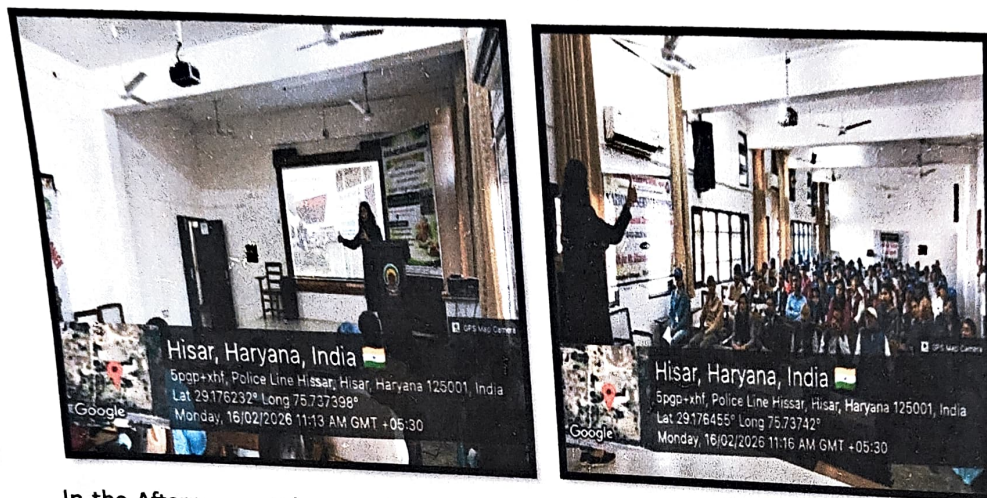 GPS Map Camera
Hisar, Haryana, India
5pgp+xhf, Police Line Hissar, Hisar, Haryana 125001, India
Lat 29.176232° Long 75.737398°
Monday, 16/02/2026 11:13 AM GMT +05:30
Google
GPS Map Camera
Hisar, Haryana, India
5pgp+xhf, Police Line Hissar, Hisar, Haryana 125001, India
Lat 29.176455° Long 75.73742°
Monday, 16/02/2026 11:16 AM GMT +05:30
Google
In the